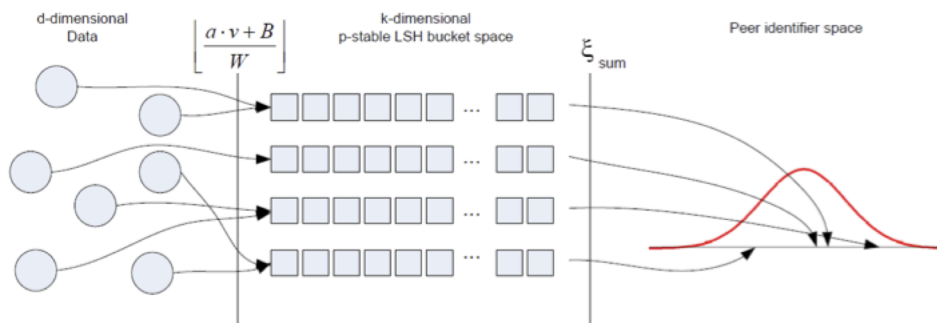 d-dimensional
Data
⌊(a · v + B) / W⌋
k-dimensional
p-stable LSH bucket space
ξ sum
Peer identifier space
...
...
...
...